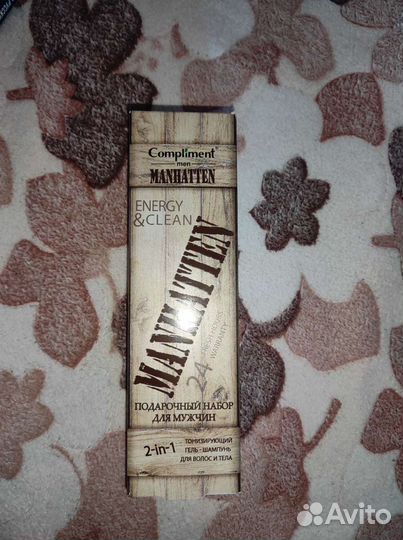 Compliment
men
MANHATTEN
ENERGY
&CLEAN
MANHATTEN
24
WARRANTY
ПОДАРОЧНЫЙ НАБОР
ДЛЯ МУЖЧИН
2-in-1
ТОНИЗИРУЮЩИЙ
ГЕЛЬ - ШАМПУНЬ
ДЛЯ ВОЛОС И ТЕЛА
Avito